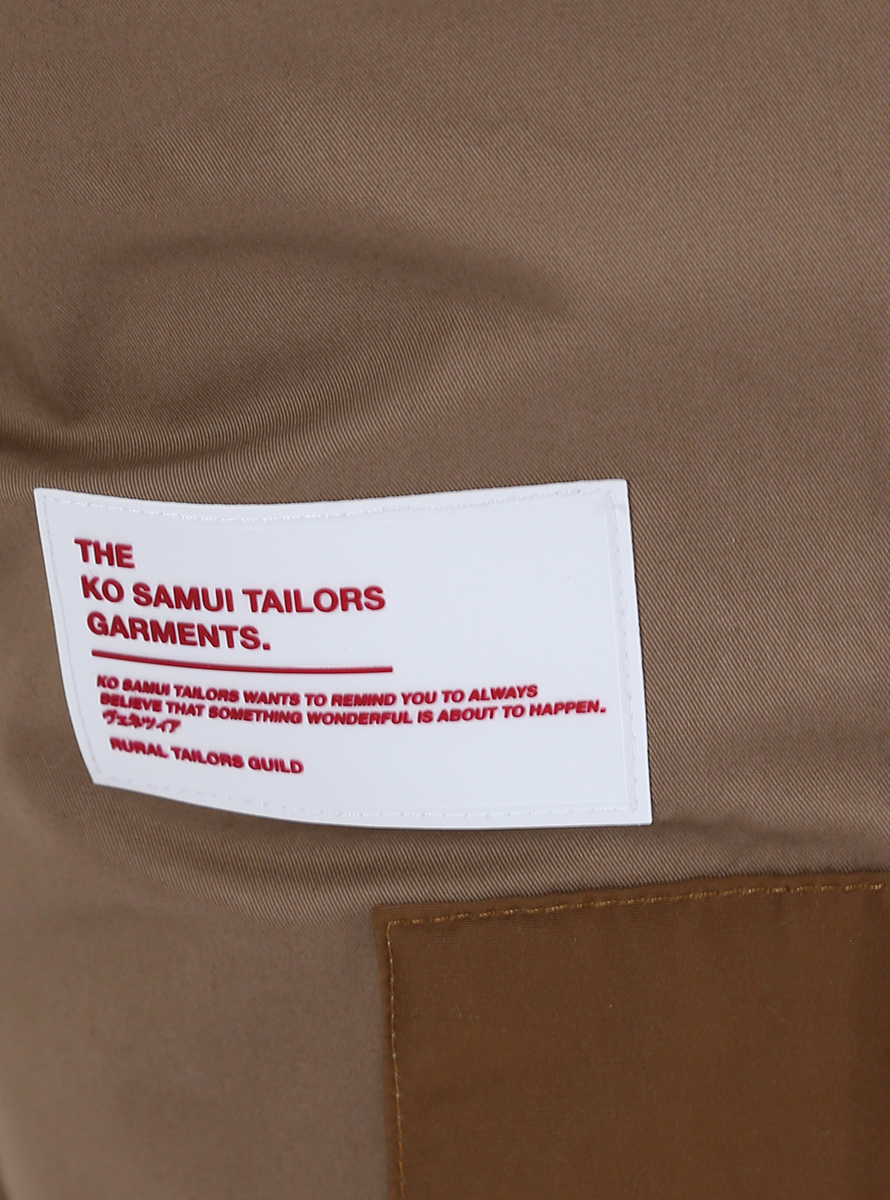 THE
KO SAMUI TAILORS
GARMENTS.
KO SAMUI TAILORS WANTS TO REMIND YOU TO ALWAYS
BELIEVE THAT SOMETHING WONDERFUL IS ABOUT TO HAPPEN.
ヴェネツィア
RURAL TAILORS GUILD